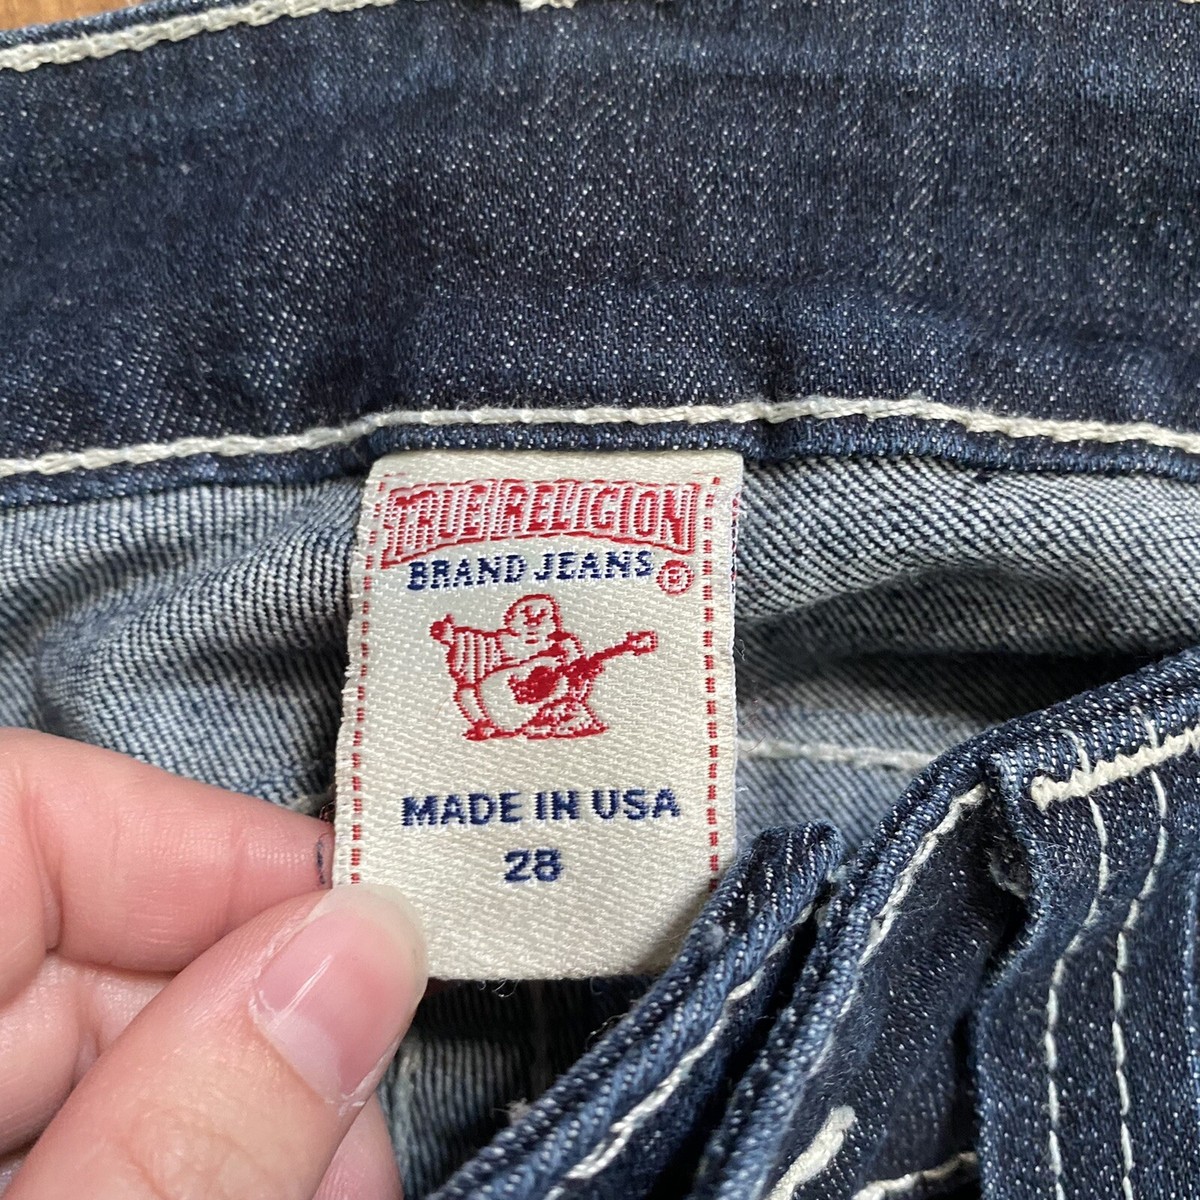 TRUE RELIGION
BRAND JEANS ®
MADE IN USA
28